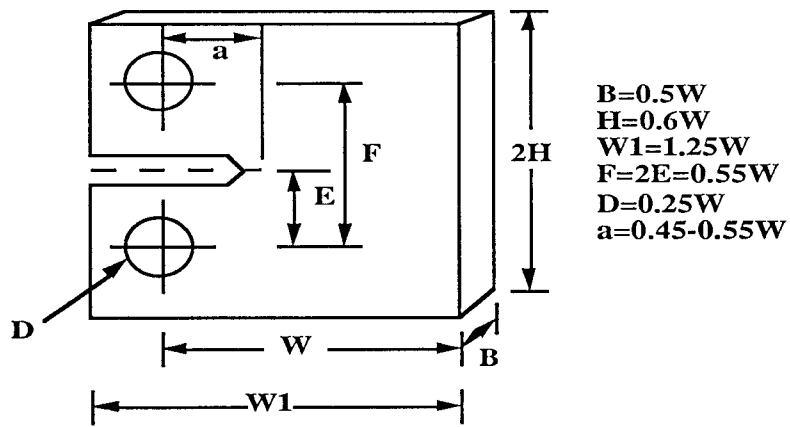 a
F
E
2H
D
W
B
W1
B=0.5W
H=0.6W
W1=1.25W
F=2E=0.55W
D=0.25W
a=0.45-0.55W